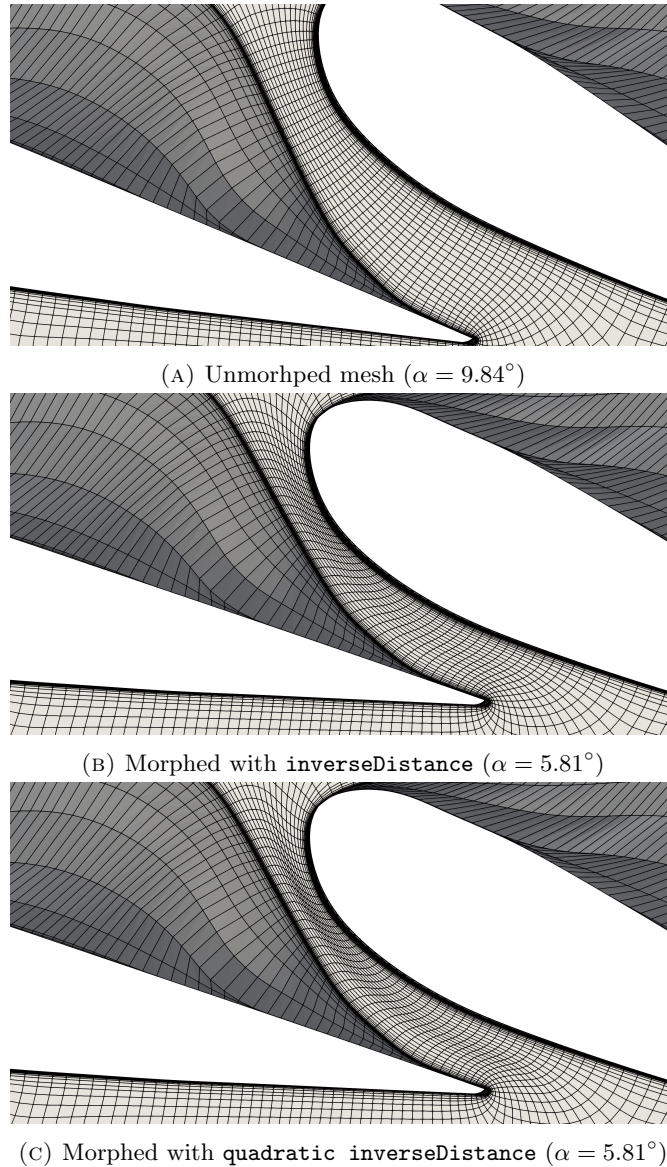 (A) Unmorhped mesh (α = 9.84°)
(B) Morphed with inverseDistance (α = 5.81°)
(C) Morphed with quadratic inverseDistance (α = 5.81°)